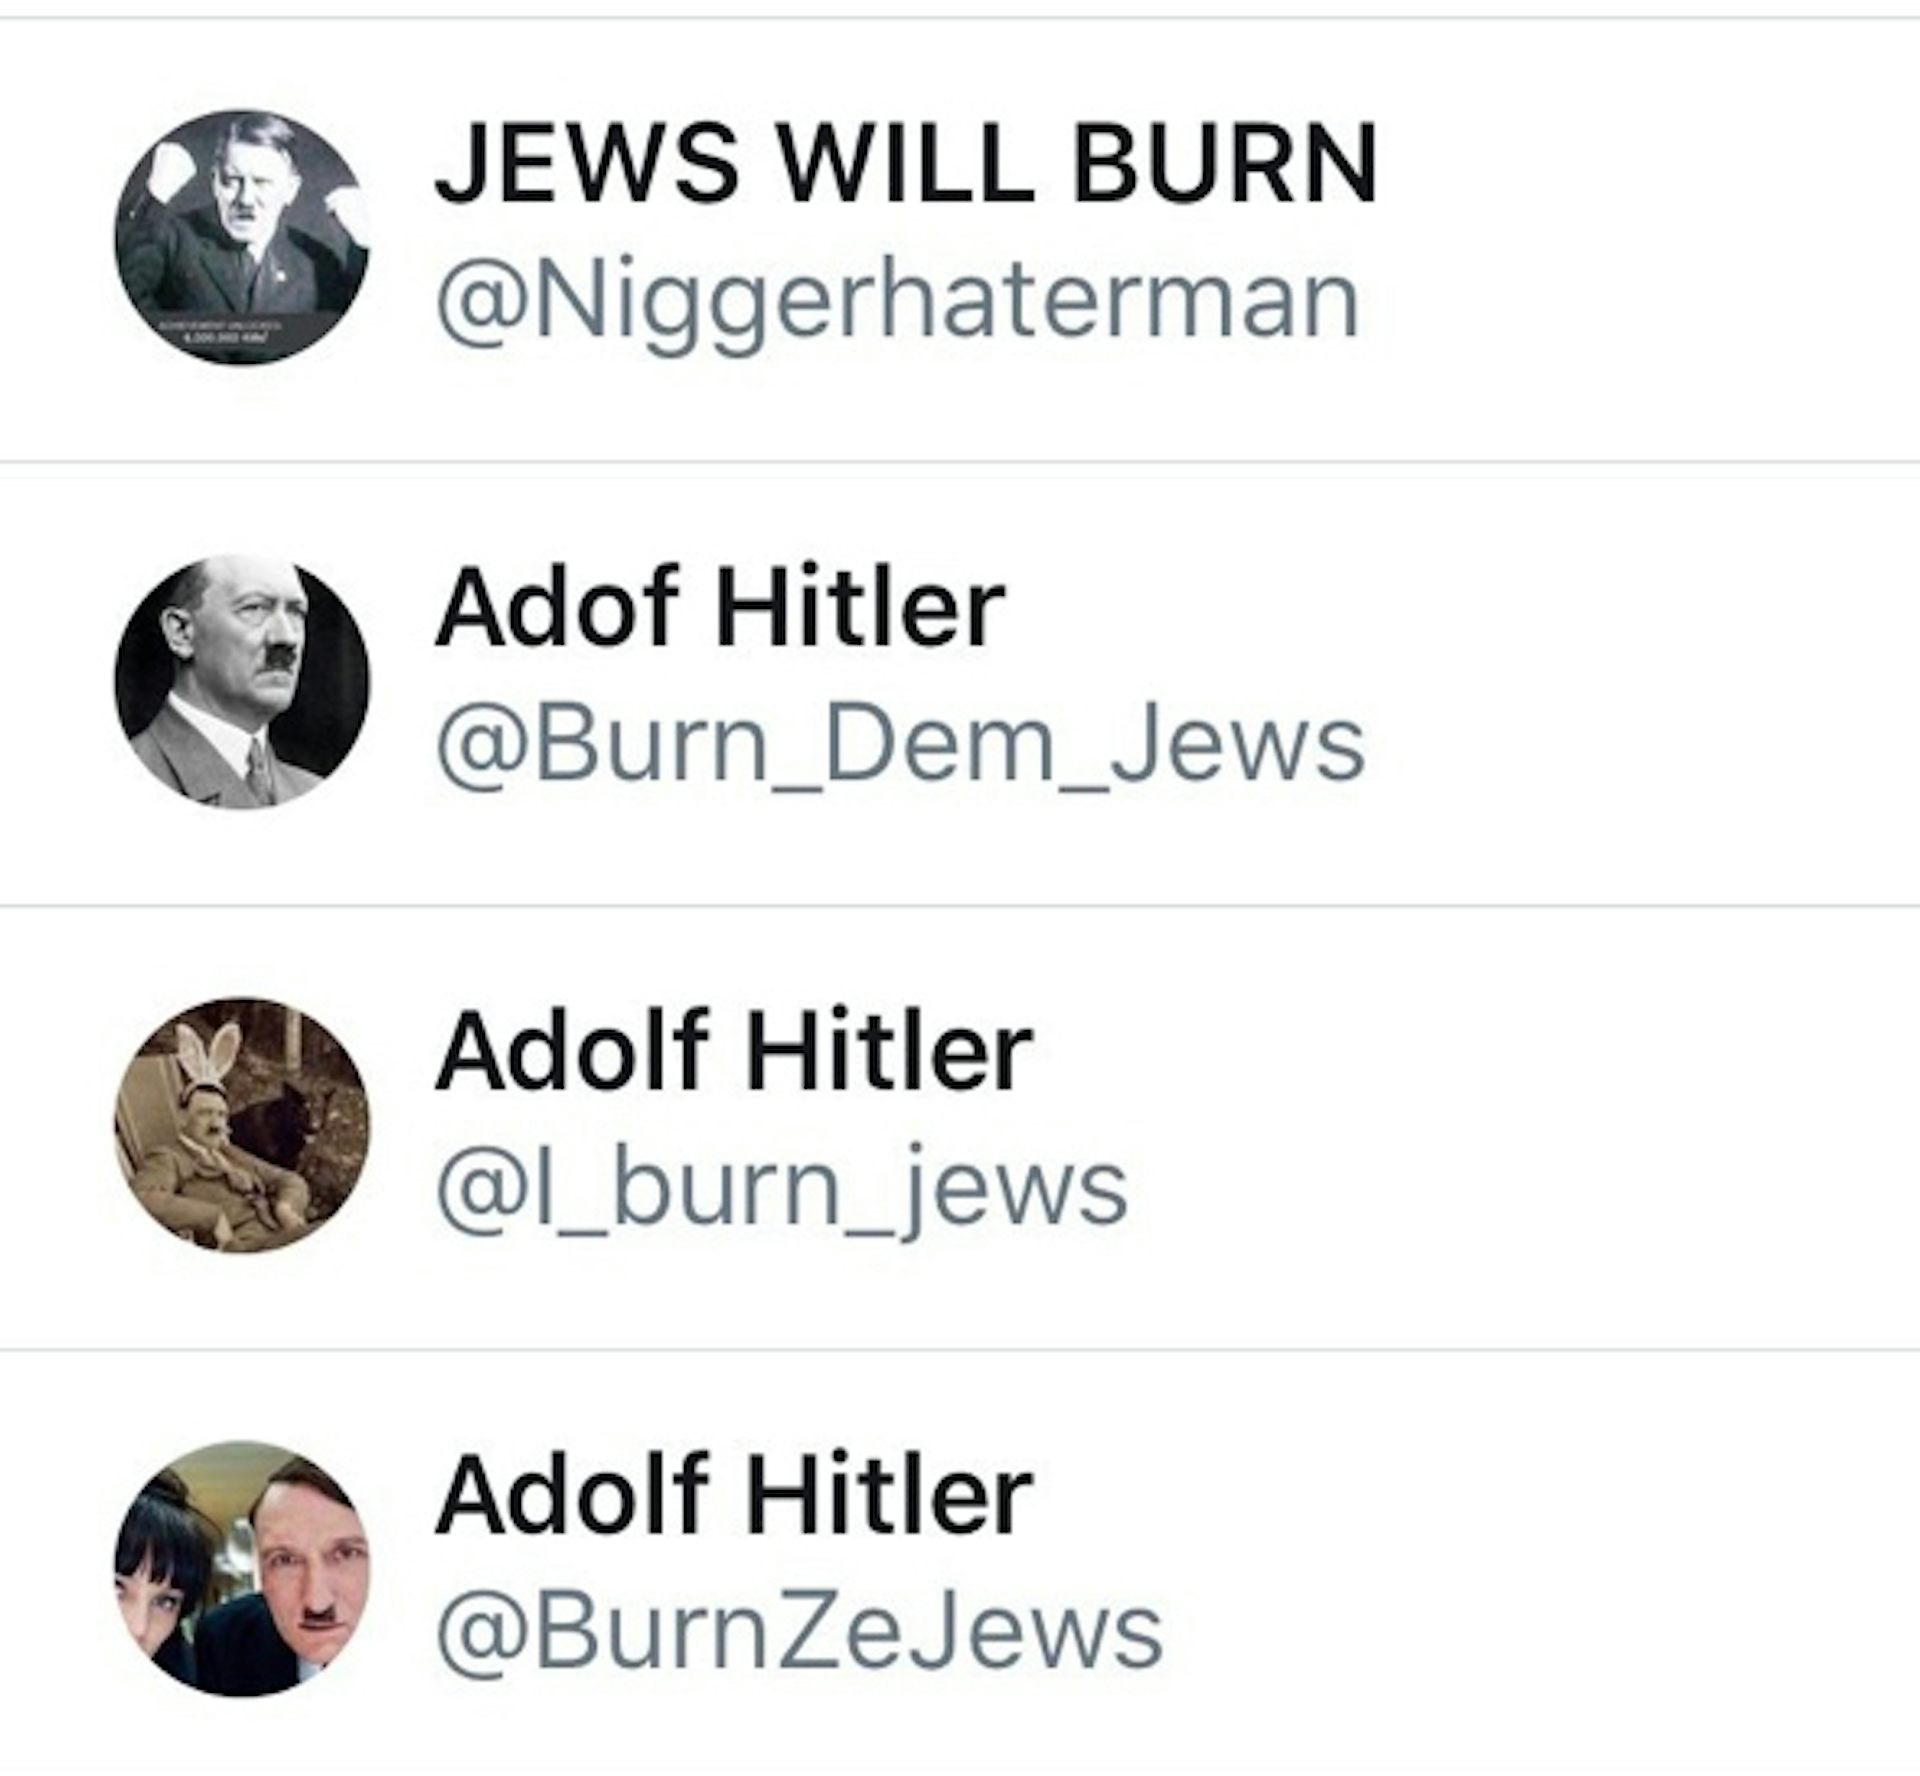 JEWS WILL BURN
@Niggerhaterman
Adof Hitler
@Burn_Dem_Jews
Adolf Hitler
@I_burn_jews
Adolf Hitler
@BurnZeJews